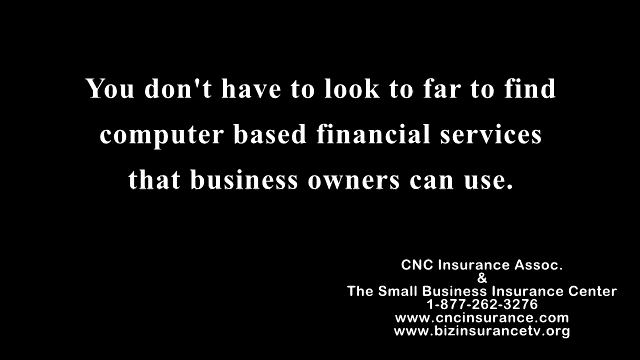 You don't have to look to far to find
computer based financial services
that business owners can use.
CNC Insurance Assoc.
&
The Small Business Insurance Center
1-877-262-3276
www.cncinsurance.com
www.bizinsurancetv.org